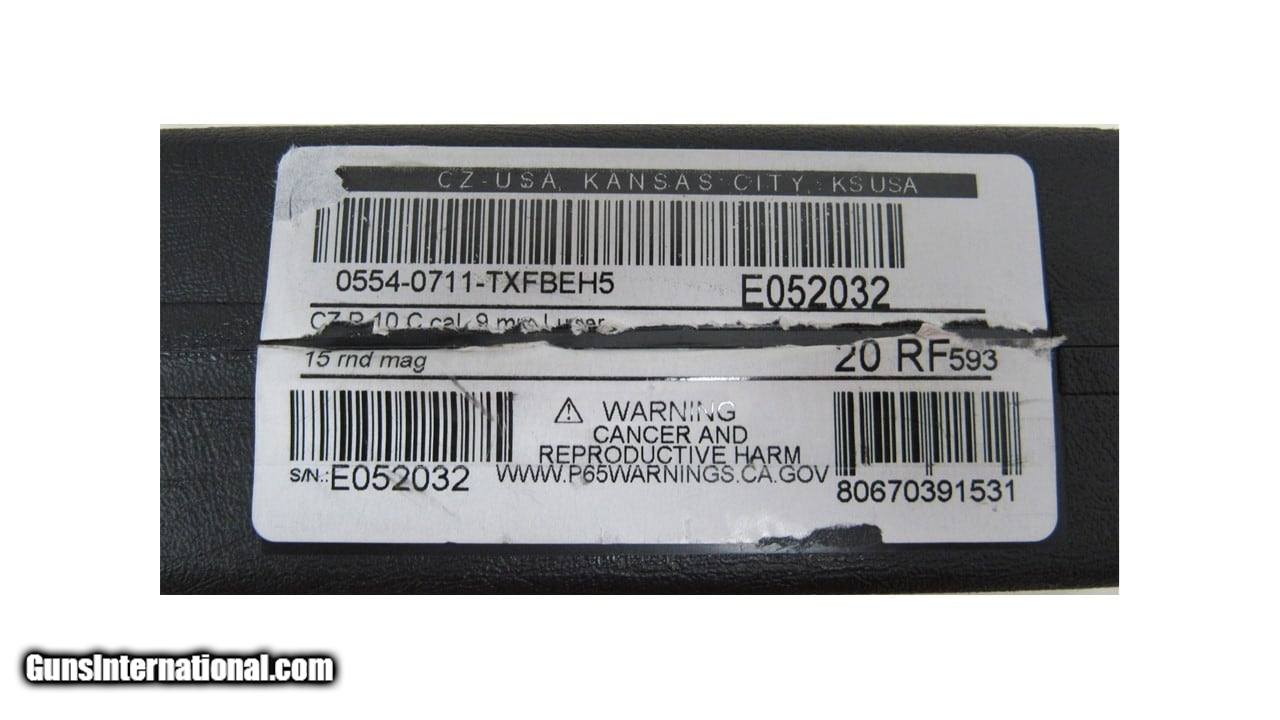 CZ-USA, KANSAS CITY, KS USA
0554-0711-TXFBEH5 E052032
CZ P 10 C cal. 9 mm Luger
15 rnd mag 20 RF593
WARNING
CANCER AND
REPRODUCTIVE HARM
WWW.P65WARNINGS.CA.GOV
S/N.: E052032
80670391531
GunsInternational.com